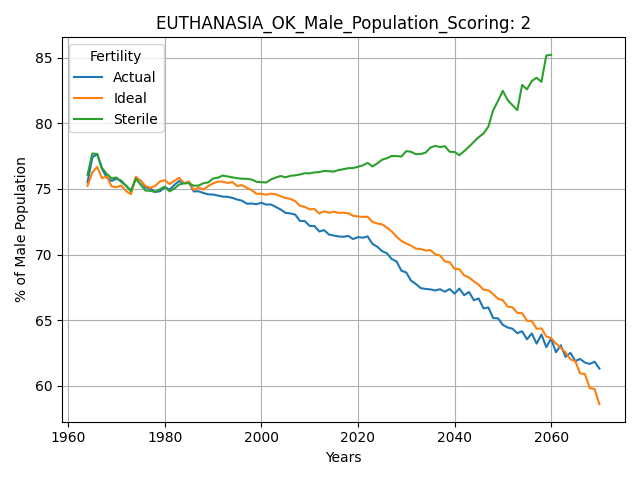 EUTHANASIA_OK_Male_Population_Scoring: 2
Fertility
Actual
Ideal
Sterile
% of Male Population
85
80
75
70
65
60
1960
1980
2000
2020
2040
2060
Years